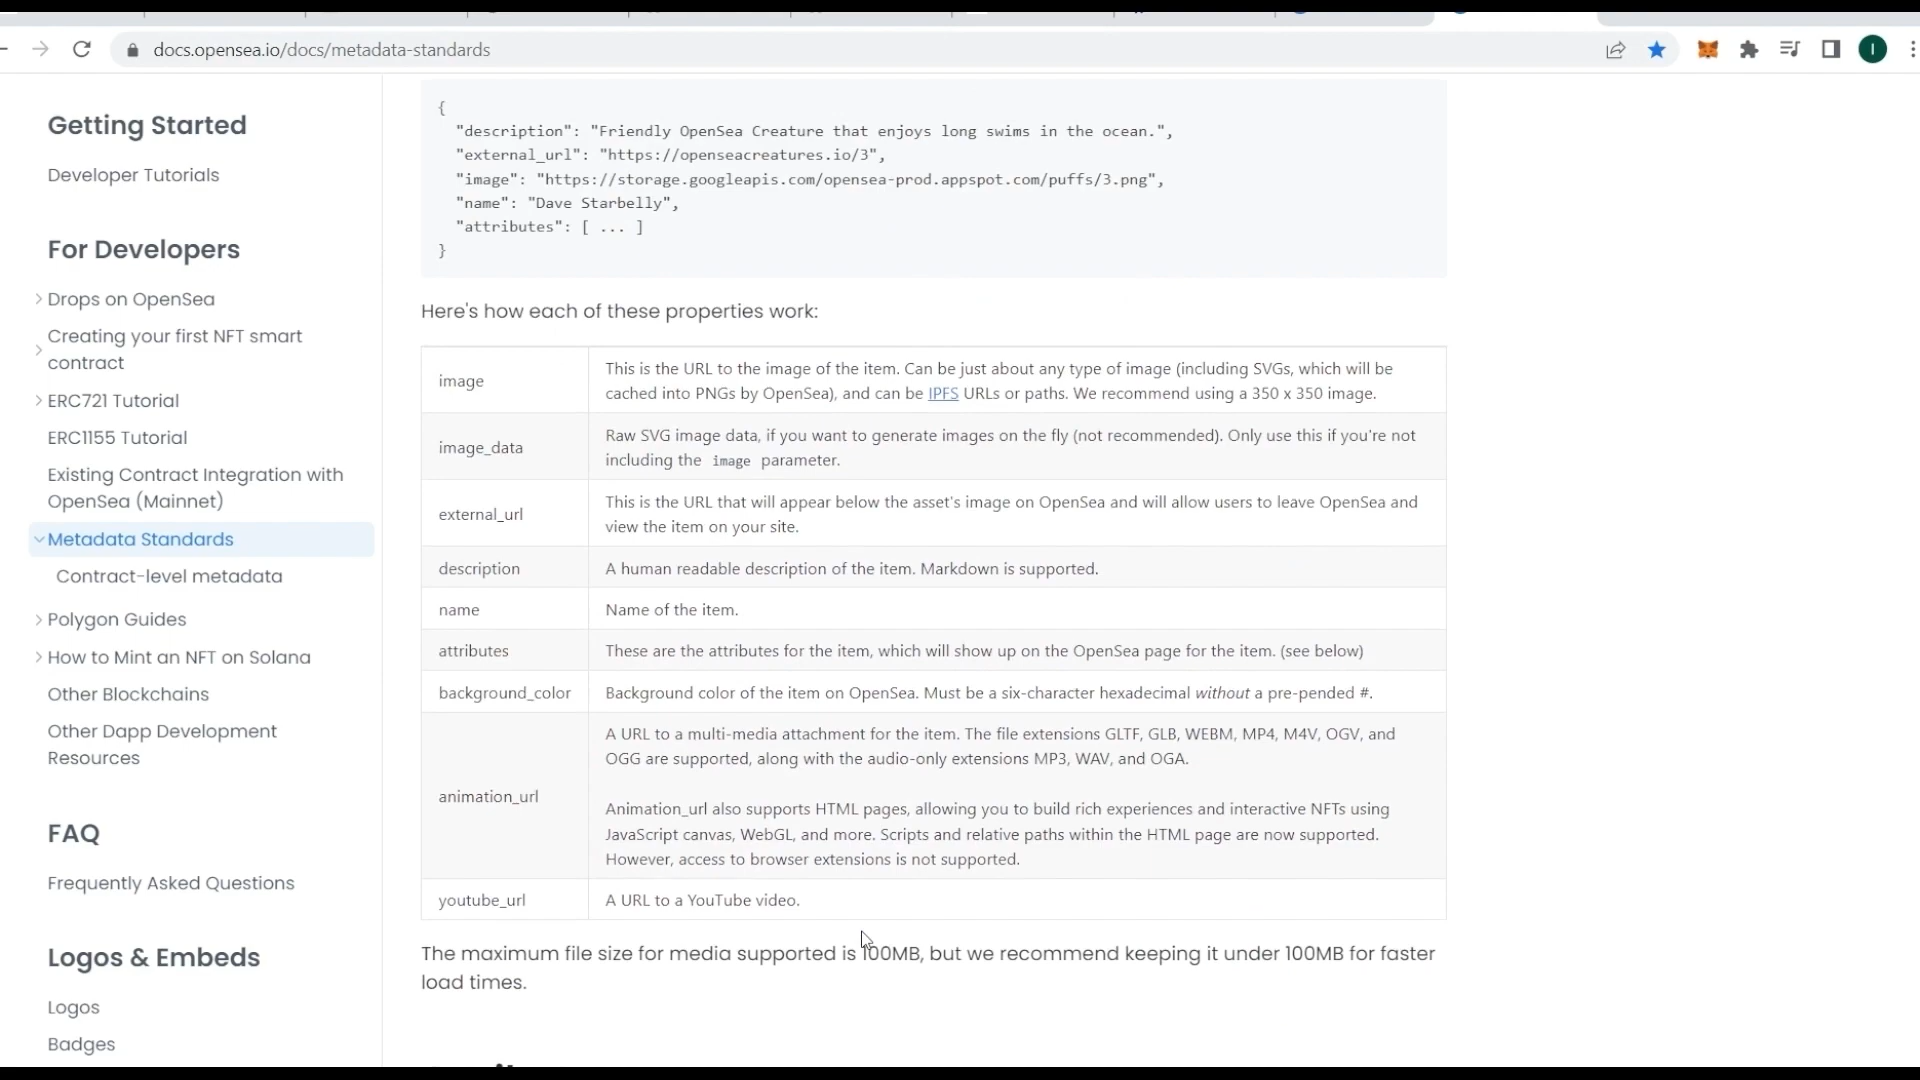 docs.opensea.io/docs/metadata-standards
I
Getting Started
Developer Tutorials
For Developers
Drops on OpenSea
Creating your first NFT smart
contract
ERC721 Tutorial
ERC1155 Tutorial
Existing Contract Integration with
OpenSea (Mainnet)
Metadata Standards
Contract-level metadata
Polygon Guides
How to Mint an NFT on Solana
Other Blockchains
Other Dapp Development
Resources
FAQ
Frequently Asked Questions
Logos & Embeds
Logos
Badges
{
"description": "Friendly OpenSea Creature that enjoys long swims in the ocean.",
"external_url": "https://openseacreatures.io/3",
"image": "https://storage.googleapis.com/opensea-prod.appspot.com/puffs/3.png",
"name": "Dave Starbelly",
"attributes": [ ... ]
}
Here's how each of these properties work:
image
This is the URL to the image of the item. Can be just about any type of image (including SVGs, which will be
cached into PNGs by OpenSea), and can be IPFS URLs or paths. We recommend using a 350 x 350 image.
image_data
Raw SVG image data, if you want to generate images on the fly (not recommended). Only use this if you're not
including the image parameter.
external_url
This is the URL that will appear below the asset's image on OpenSea and will allow users to leave OpenSea and
view the item on your site.
description
A human readable description of the item. Markdown is supported.
name
Name of the item.
attributes
These are the attributes for the item, which will show up on the OpenSea page for the item. (see below)
background_color
Background color of the item on OpenSea. Must be a six-character hexadecimal without a pre-pended #.
animation_url
A URL to a multi-media attachment for the item. The file extensions GLTF, GLB, WEBM, MP4, M4V, OGV, and
OGG are supported, along with the audio-only extensions MP3, WAV, and OGA.
Animation_url also supports HTML pages, allowing you to build rich experiences and interactive NFTs using
JavaScript canvas, WebGL, and more. Scripts and relative paths within the HTML page are now supported.
However, access to browser extensions is not supported.
youtube_url
A URL to a YouTube video.
The maximum file size for media supported is 100MB, but we recommend keeping it under 100MB for faster
load times.